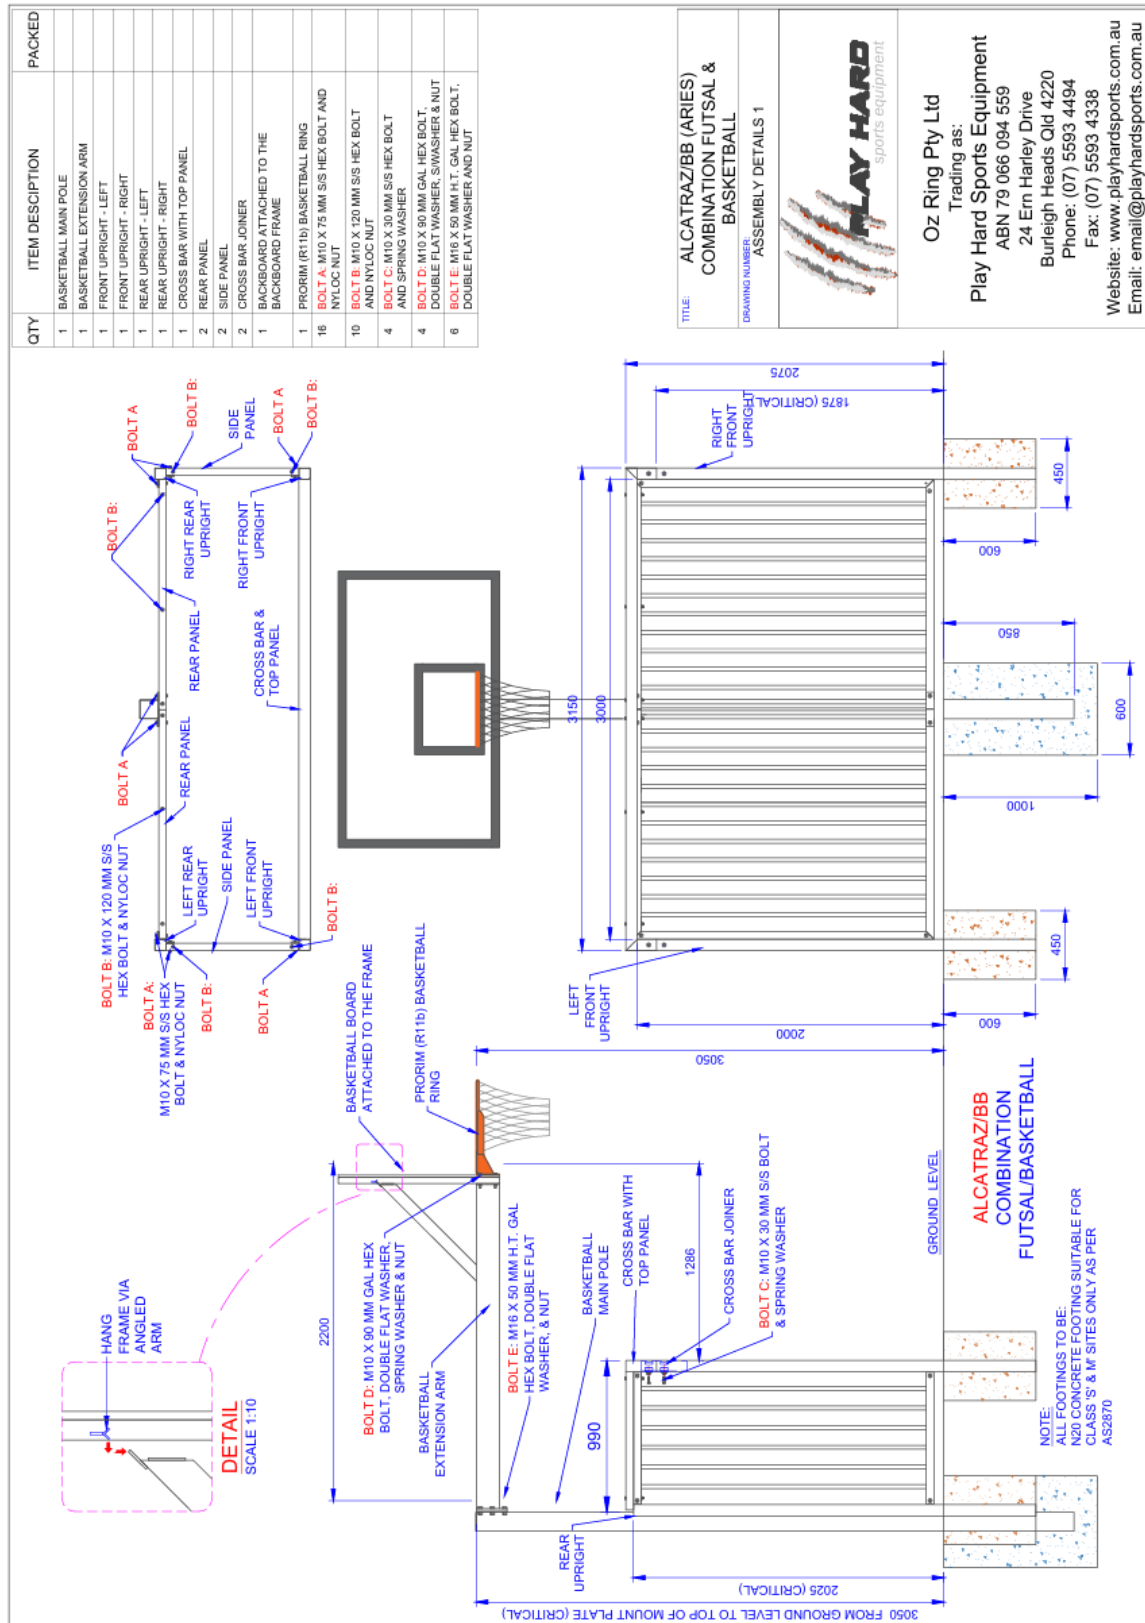 QTY ITEM DESCRIPTION PACKED
1 BASKETBALL MAIN POLE
1 BASKETBALL EXTENSION ARM
1 FRONT UPRIGHT - LEFT
1 FRONT UPRIGHT - RIGHT
1 REAR UPRIGHT - LEFT
1 REAR UPRIGHT - RIGHT
1 CROSS BAR WITH TOP PANEL
2 REAR PANEL
2 SIDE PANEL
2 CROSS BAR JOINER
1 BACKBOARD ATTACHED TO THE
BACKBOARD FRAME
1 PRORIM (R11b) BASKETBALL RING
16 BOLT A: M10 X 75 MM S/S HEX BOLT AND
NYLOC NUT
10 BOLT B: M10 X 120 MM S/S HEX BOLT
AND NYLOC NUT
4 BOLT C: M10 X 30 MM S/S HEX BOLT
AND SPRING WASHER
4 BOLT D: M10 X 90 MM GAL HEX BOLT,
DOUBLE FLAT WASHER, S/WASHER & NUT
6 BOLT E: M16 X 50 MM H.T. GAL HEX BOLT,
DOUBLE FLAT WASHER AND NUT
TITLE:
ALCATRAZ/BB (ARIES)
COMBINATION FUTSAL &
BASKETBALL
DRAWING NUMBER:
ASSEMBLY DETAILS 1
PLAY HARD
sports equipment
Oz Ring Pty Ltd
Trading as:
Play Hard Sports Equipment
ABN 79 066 094 559
24 Ern Harley Drive
Burleigh Heads Qld 4220
Phone: (07) 5593 4494
Fax: (07) 5593 4338
Website: www.playhardsports.com.au
Email: email@playhardsports.com.au
BOLT B: M10 X 120 MM S/S
HEX BOLT & NYLOC NUT
BOLT A:
M10 X 75 MM S/S HEX
BOLT & NYLOC NUT
BOLT B:
BOLT A
LEFT REAR
UPRIGHT
SIDE PANEL
LEFT FRONT
UPRIGHT
BOLT B:
BOLT A
REAR PANEL
REAR PANEL
CROSS BAR &
TOP PANEL
BOLT B:
RIGHT REAR
UPRIGHT
RIGHT FRONT
UPRIGHT
BOLT A
BOLT B:
SIDE
PANEL
BOLT A
BOLT B:
HANG
FRAME VIA
ANGLED
ARM
DETAIL
SCALE 1:10
2200
BASKETBALL BOARD
ATTACHED TO THE FRAME
PRORIM (R11b) BASKETBALL
RING
BOLT D: M10 X 90 MM GAL HEX
BOLT, DOUBLE FLAT WASHER,
SPRING WASHER & NUT
BASKETBALL
EXTENSION ARM
BOLT E: M16 X 50 MM H.T. GAL
HEX BOLT, DOUBLE FLAT
WASHER, & NUT
BASKETBALL
MAIN POLE
1286
990
CROSS BAR WITH
TOP PANEL
CROSS BAR JOINER
BOLT C: M10 X 30 MM S/S BOLT
& SPRING WASHER
REAR
UPRIGHT
2025 (CRITICAL)
3050 FROM GROUND LEVEL TO TOP OF MOUNT PLATE (CRITICAL)
3050
2000
GROUND LEVEL
3150
3000
LEFT
FRONT
UPRIGHT
RIGHT
FRONT
UPRIGHT
1875 (CRITICAL)
2075
600
450
1000
600
850
600
450
ALCATRAZ/BB
COMBINATION
FUTSAL/BASKETBALL
NOTE:
ALL FOOTINGS TO BE:
N20 CONCRETE FOOTING SUITABLE FOR
CLASS 'S' & M' SITES ONLY AS PER
AS2870